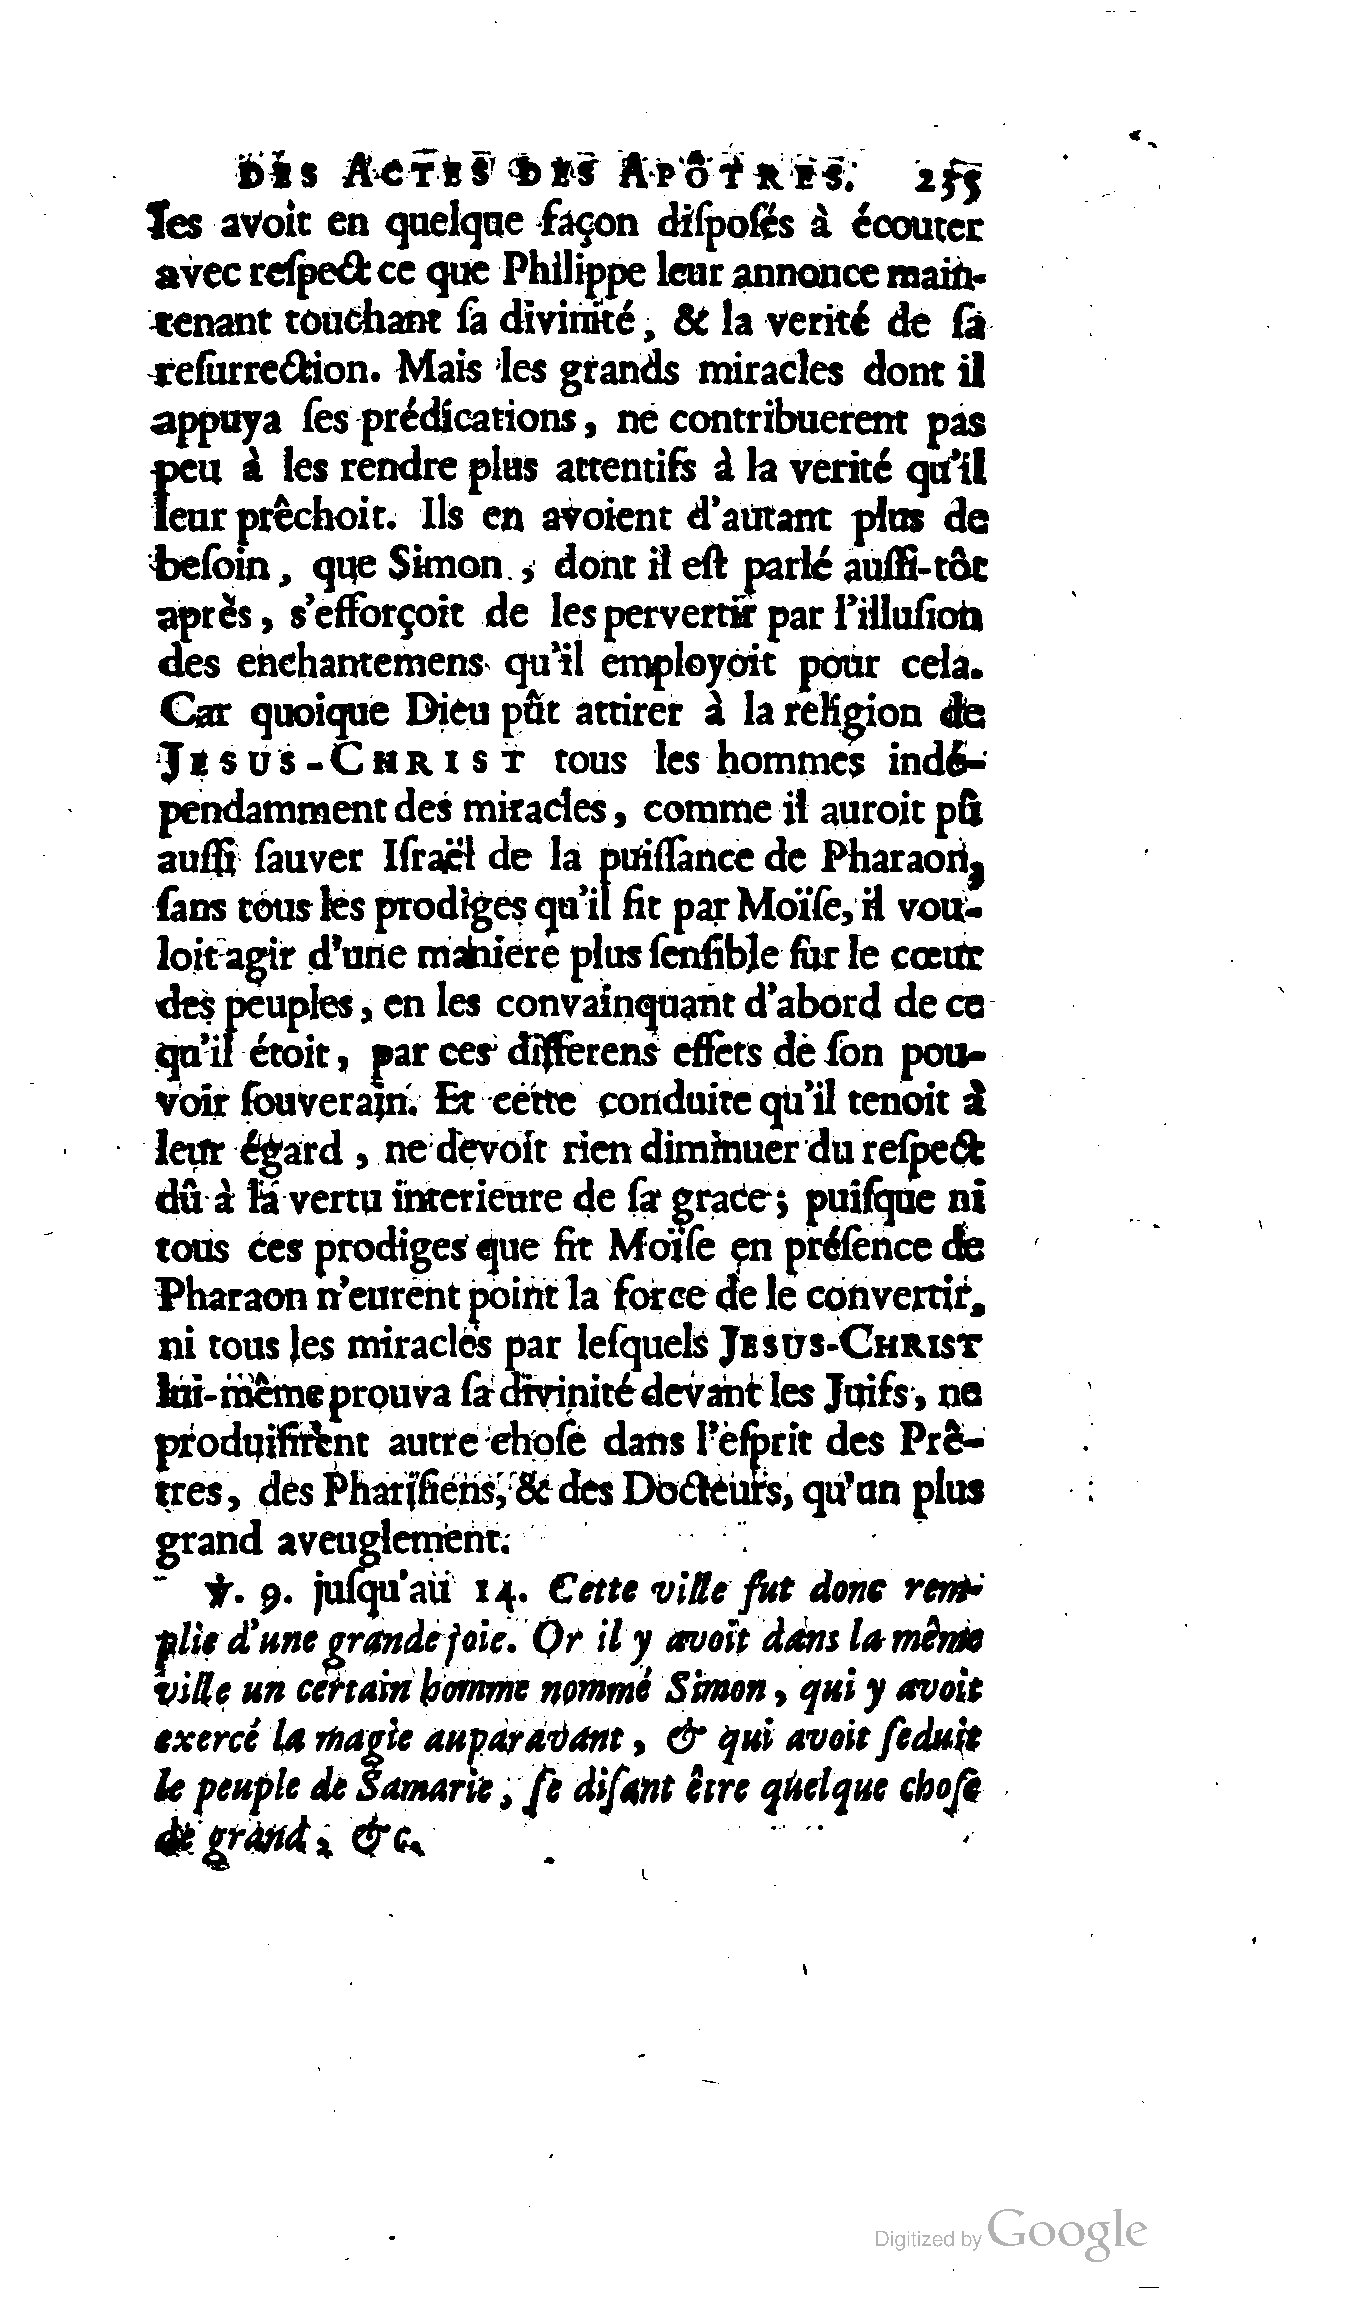 DES ACTES DES APÔTRES. 255
les avoit en quelque façon diſpoſés à écouter
avec reſpect ce que Philippe leur annonce main-
tenant touchant ſa divinité, & la verité de ſa
reſurrection. Mais les grands miracles dont il
appuya ſes prédications, ne contribuerent pas
peu à les rendre plus attentifs à la verité qu'il
leur prêchoit. Ils en avoient d'autant plus de
beſoin, que Simon, dont il eſt parlé auſſi-tôt
après, s'efforçoit de les pervertir par l'illuſion
des enchantemens qu'il employoit pour cela.
Car quoique Dieu pût attirer à la religion de
JESUS-CHRIST tous les hommes indé-
pendamment des miracles, comme il auroit pû
auſſi ſauver Iſraël de la puiſſance de Pharaon,
ſans tous les prodiges qu'il fit par Moïſe, il vou-
loit agir d'une maniere plus ſenſible ſur le cœur
des peuples, en les convainquant d'abord de ce
qu'il étoit, par ces differens effets de ſon pou-
voir ſouverain. Et cette conduite qu'il tenoit à
leur égard, ne devoit rien diminuer du reſpect
dû à la vertu interieure de ſa grace; puiſque ni
tous ces prodiges que fit Moïſe en préſence de
Pharaon n'eurent point la force de le convertir,
ni tous les miracles par leſquels JESUS-CHRIST
lui-même prouva ſa divinité devant les Juifs, ne
produiſirent autre choſe dans l'eſprit des Prê-
tres, des Phariſiens, & des Docteurs, qu'un plus
grand aveuglement.
℣. 9. juſqu'au 14. Cette ville fut donc rem-
plie d'une grande joie. Or il y avoit dans la même
ville un certain homme nommé Simon, qui y avoit
exercé la magie auparavant, & qui avoit ſeduit
le peuple de Samarie, ſe diſant être quelque choſe
de grand, &c.
Digitized by Google